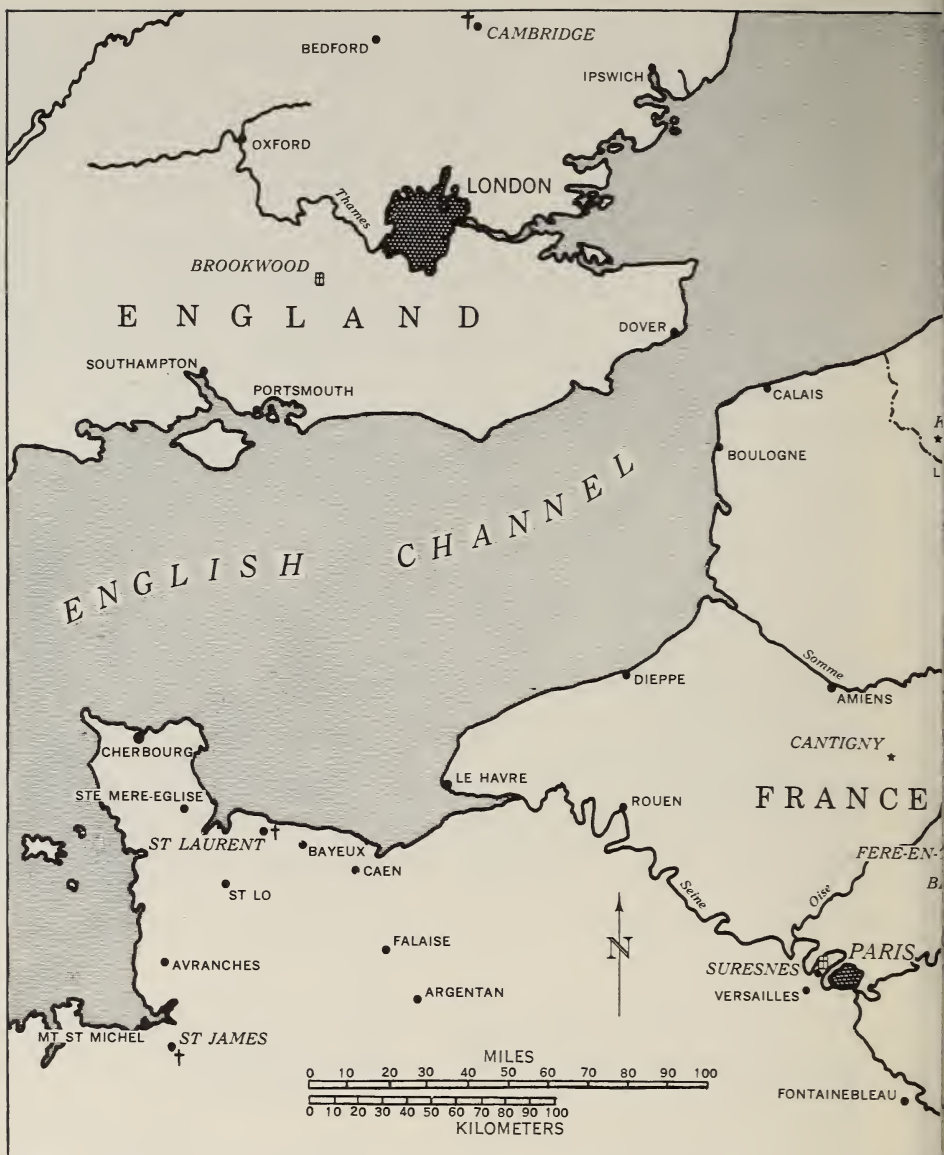 CAMBRIDGE
BEDFORD
IPSWICH
OXFORD
LONDON
Thames
BROOKWOOD
ENGLAND
DOVER
SOUTHAMPTON
PORTSMOUTH
CALAIS
K
L
BOULOGNE
ENGLISH CHANNEL
Somme
DIEPPE
AMIENS
CHERBOURG
CANTIGNY
LE HAVRE
STE MERE-EGLISE
ROUEN
FRANCE
ST LAURENT
BAYEUX
FERE-EN-
CAEN
ST LO
Seine
Oise
B
FALAISE
N
PARIS
AVRANCHES
SURESNES
ARGENTAN
VERSAILLES
MT ST MICHEL
ST JAMES
MILES
0 10 20 30 40 50 60 70 80 90 100
0 10 20 30 40 50 60 70 80 90 100
KILOMETERS
FONTAINEBLEAU